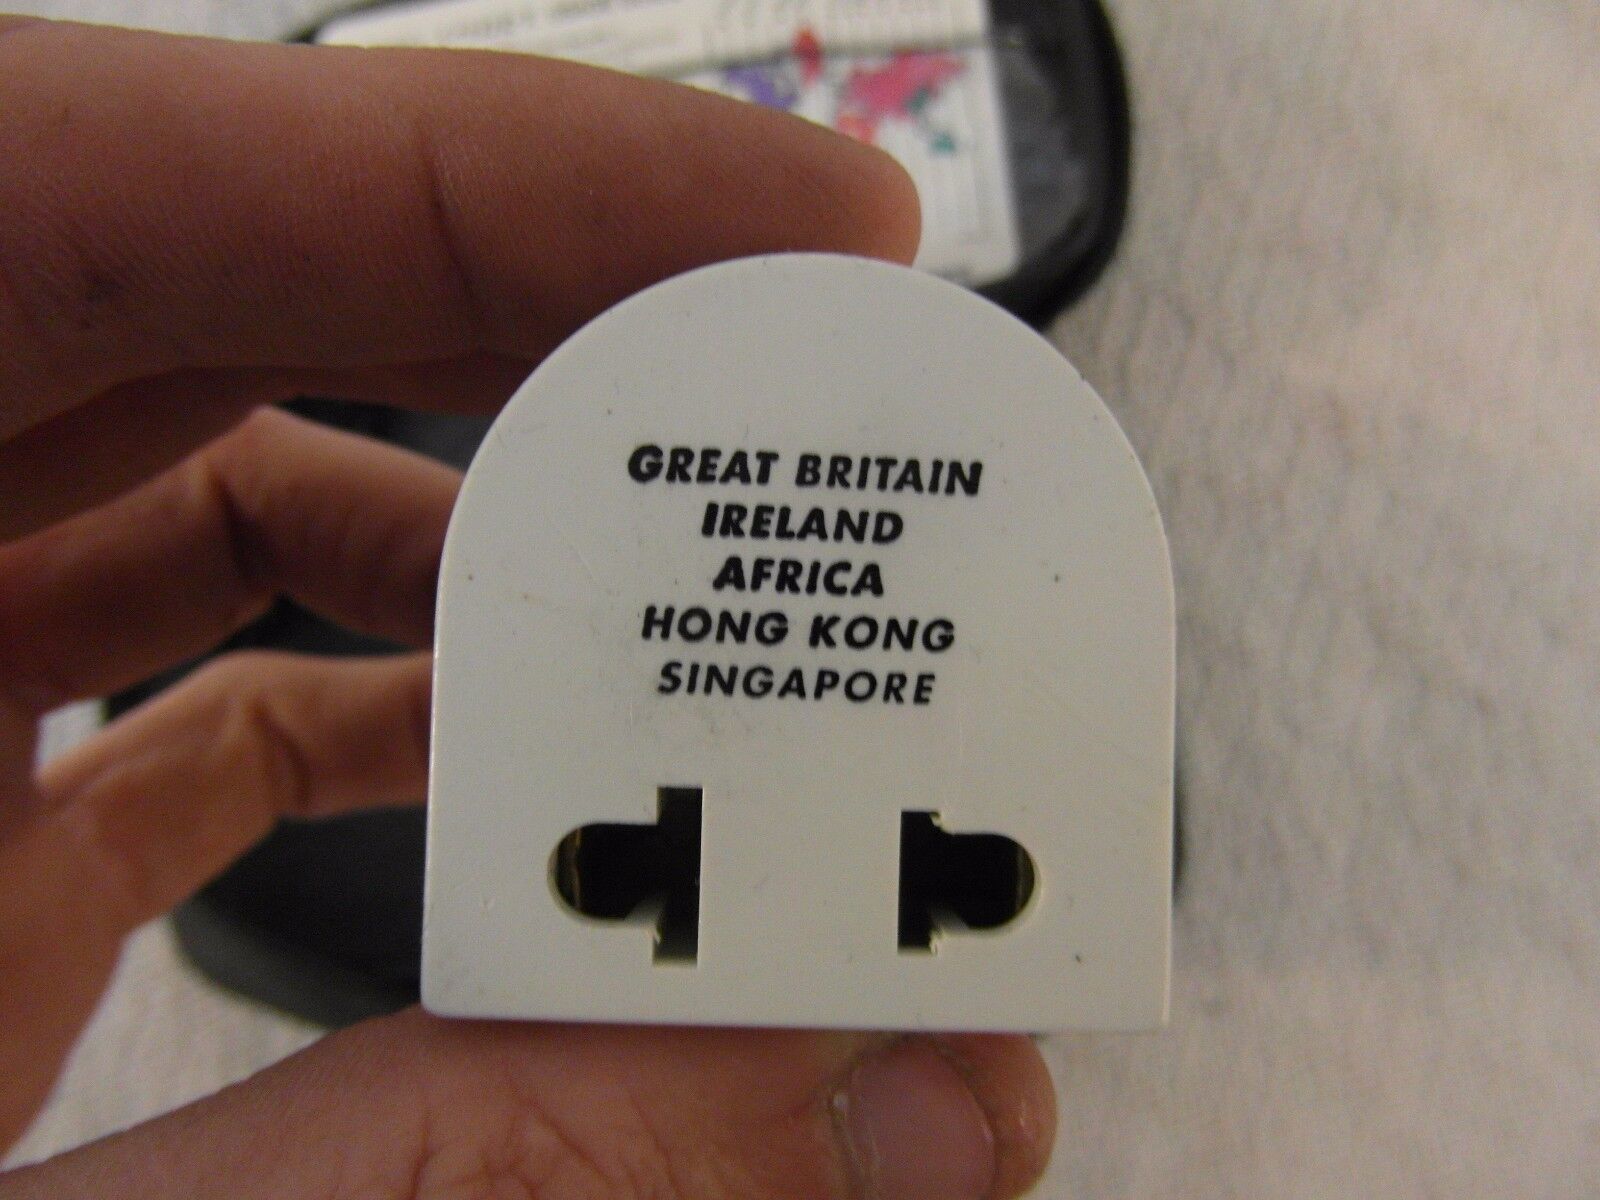 GREAT BRITAIN
IRELAND
AFRICA
HONG KONG
SINGAPORE